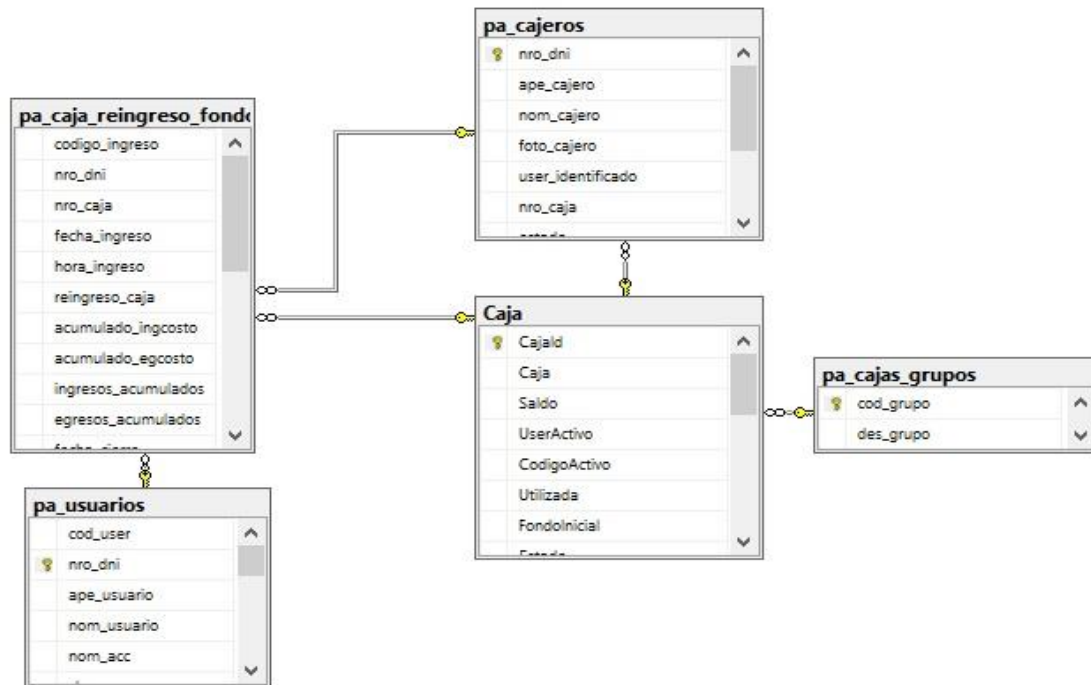 pa_cajeros
nro_dni
ape_cajero
nom_cajero
foto_cajero
user_identificado
nro_caja
pa_caja_reingreso_fondo
codigo_ingreso
nro_dni
nro_caja
fecha_ingreso
hora_ingreso
reingreso_caja
acumulado_ingcosto
acumulado_egcosto
ingresos_acumulados
egresos_acumulados
Caja
CajaId
Caja
Saldo
UserActivo
CodigoActivo
Utilizada
FondoInicial
pa_cajas_grupos
cod_grupo
des_grupo
pa_usuarios
cod_user
nro_dni
ape_usuario
nom_usuario
nom_acc